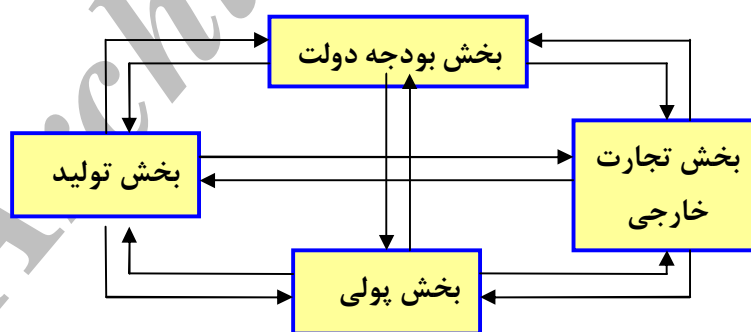 بخش بودجه دولت
بخش تولید
بخش تجارت
خارجی
بخش پولی